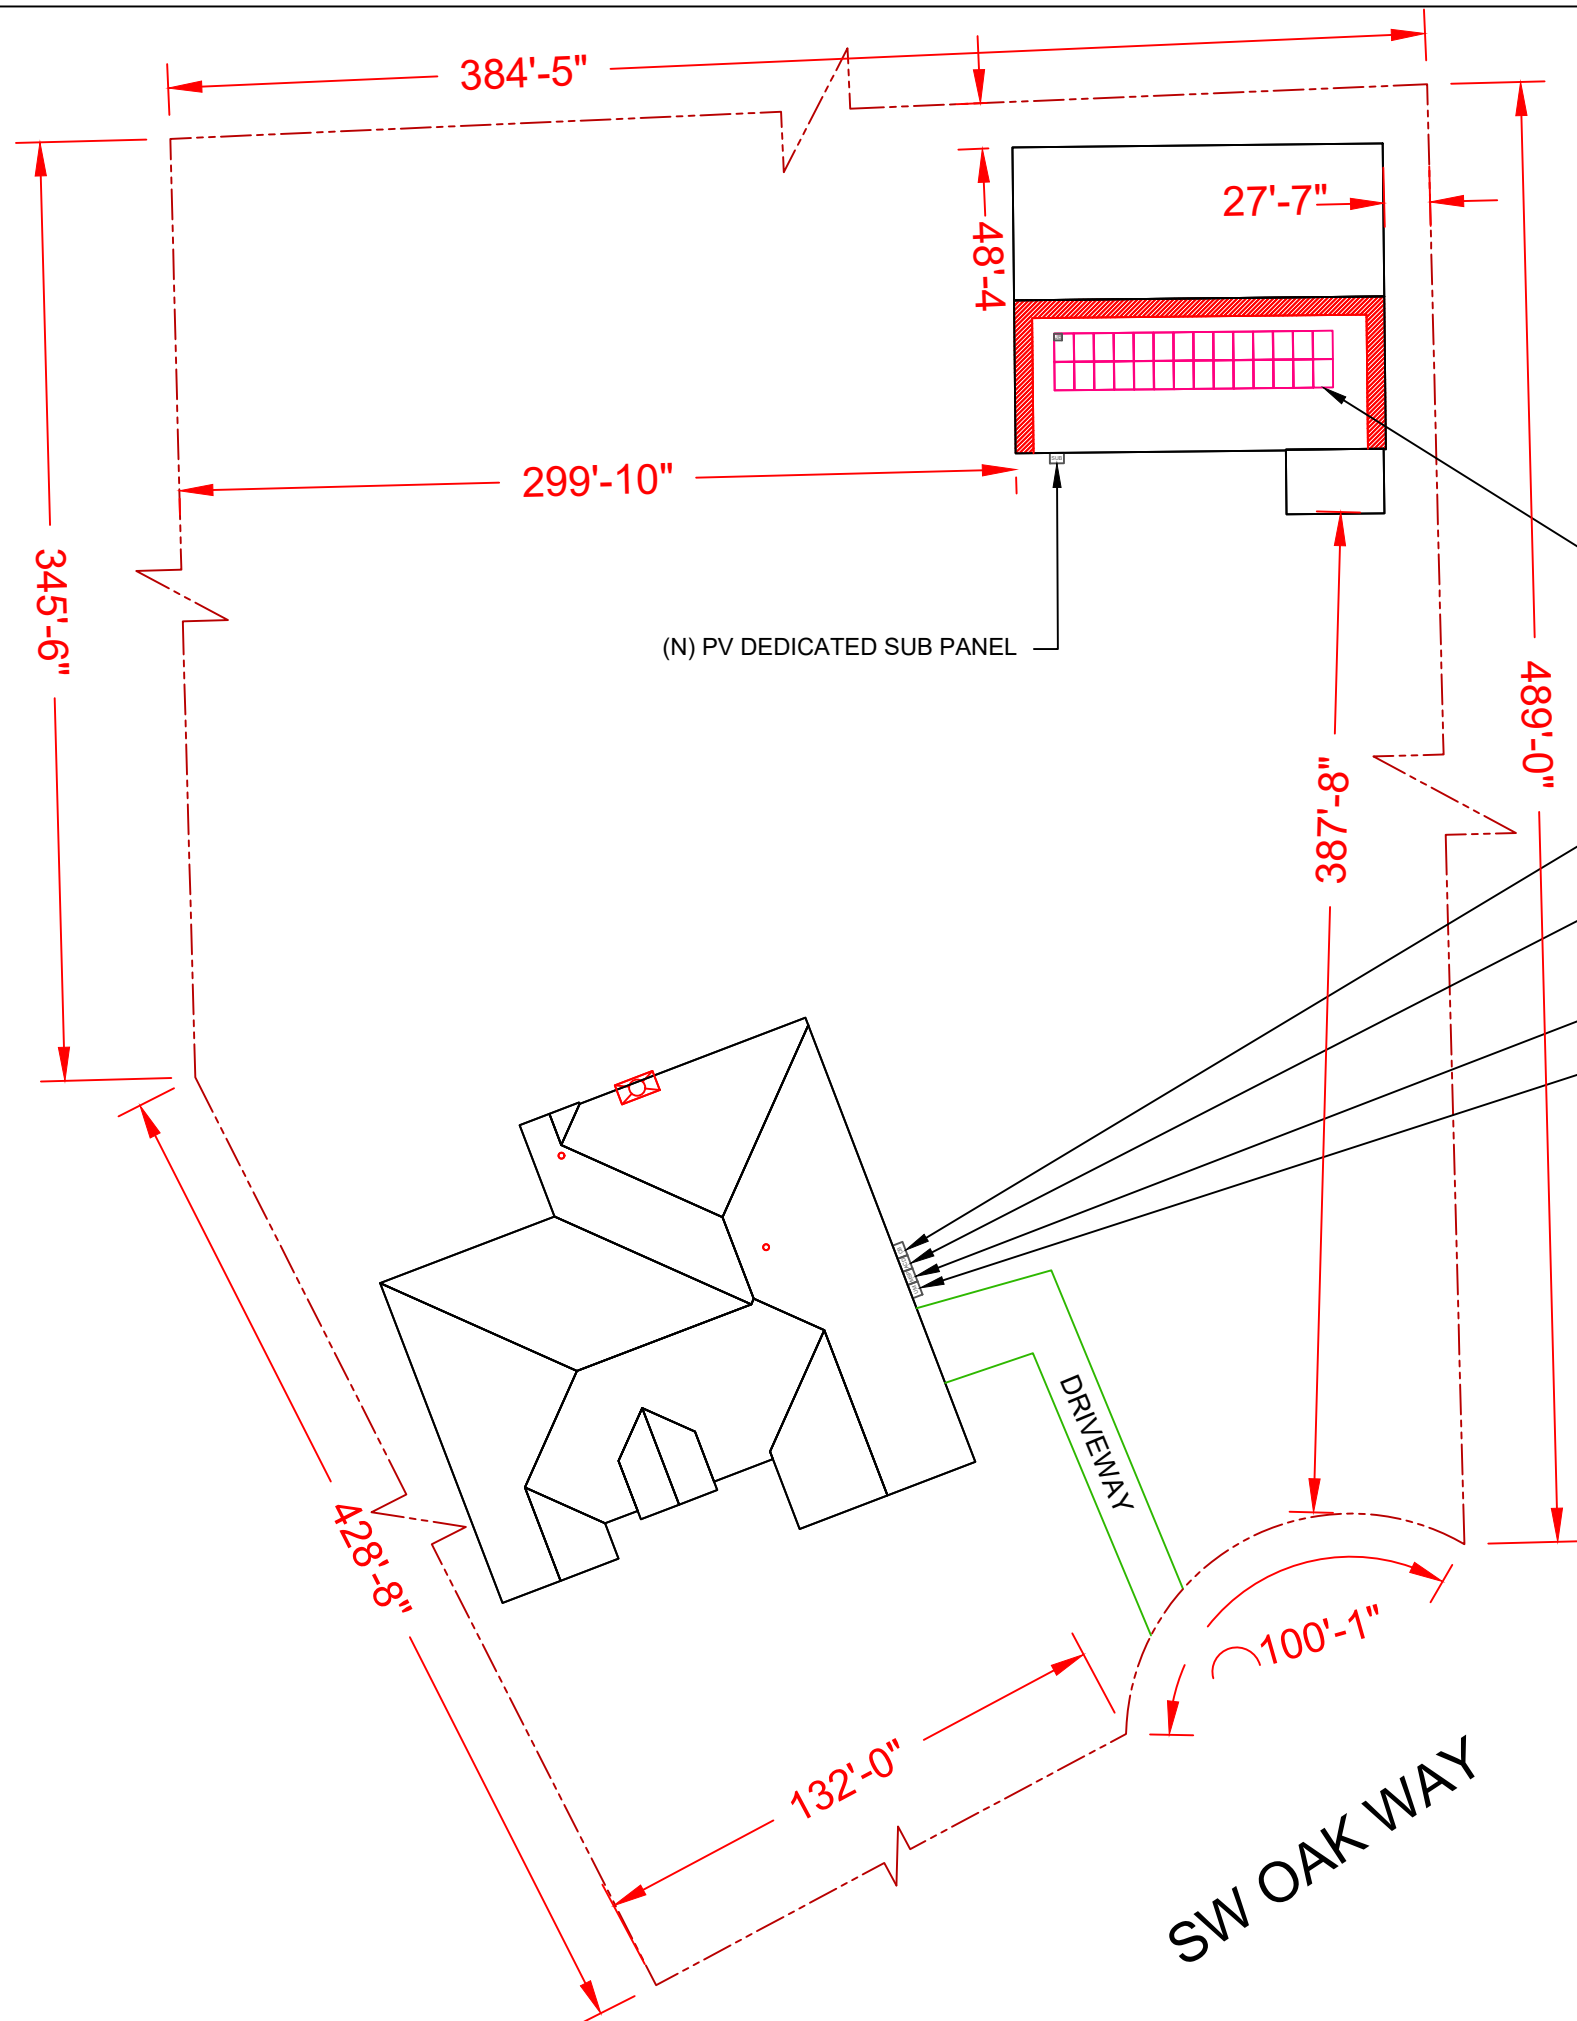 384'-5"
27'-7"
48'-4
299'-10"
SUB
345'-6"
(N) PV DEDICATED SUB PANEL
489'-0"
387'-8"
DRIVEWAY
428'-8"
100'-1"
132'-0"
SW OAK WAY